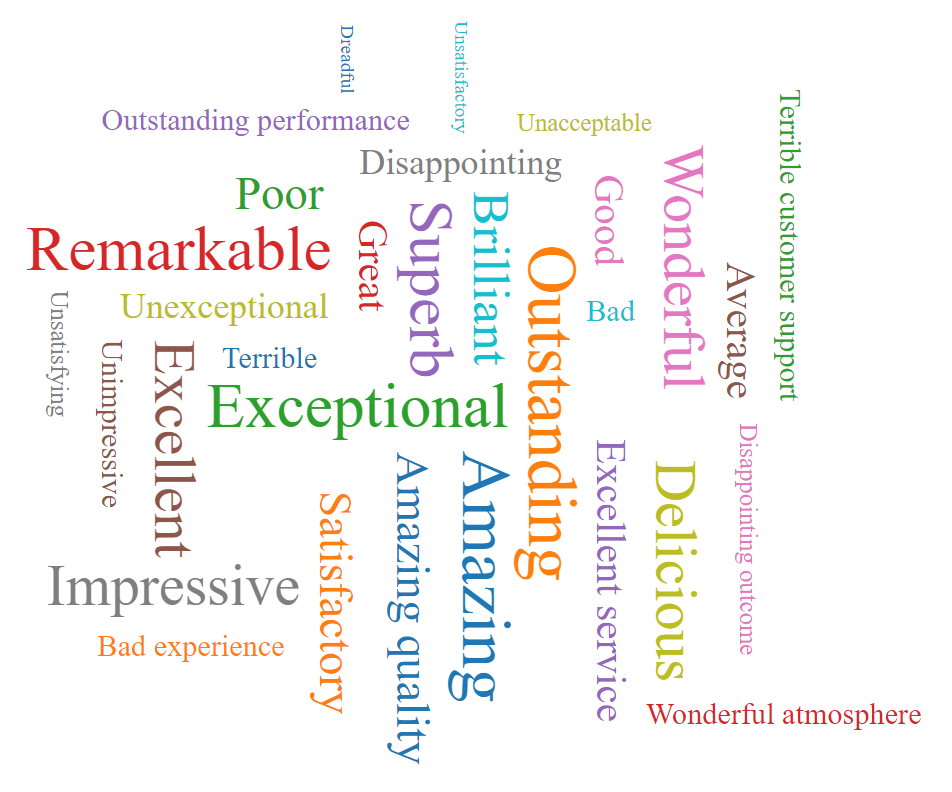 Dreadful
Unsatisfactory
Outstanding performance
Unacceptable
Terrible customer support
Disappointing
Wonderful
Poor
Good
Superb
Brilliant
Remarkable
Great
Outstanding
Average
Unsatisfying
Unexceptional
Bad
Unimpressive
Excellent
Terrible
Exceptional
Disappointing outcome
Excellent service
Amazing quality
Amazing
Delicious
Satisfactory
Impressive
Bad experience
Wonderful atmosphere